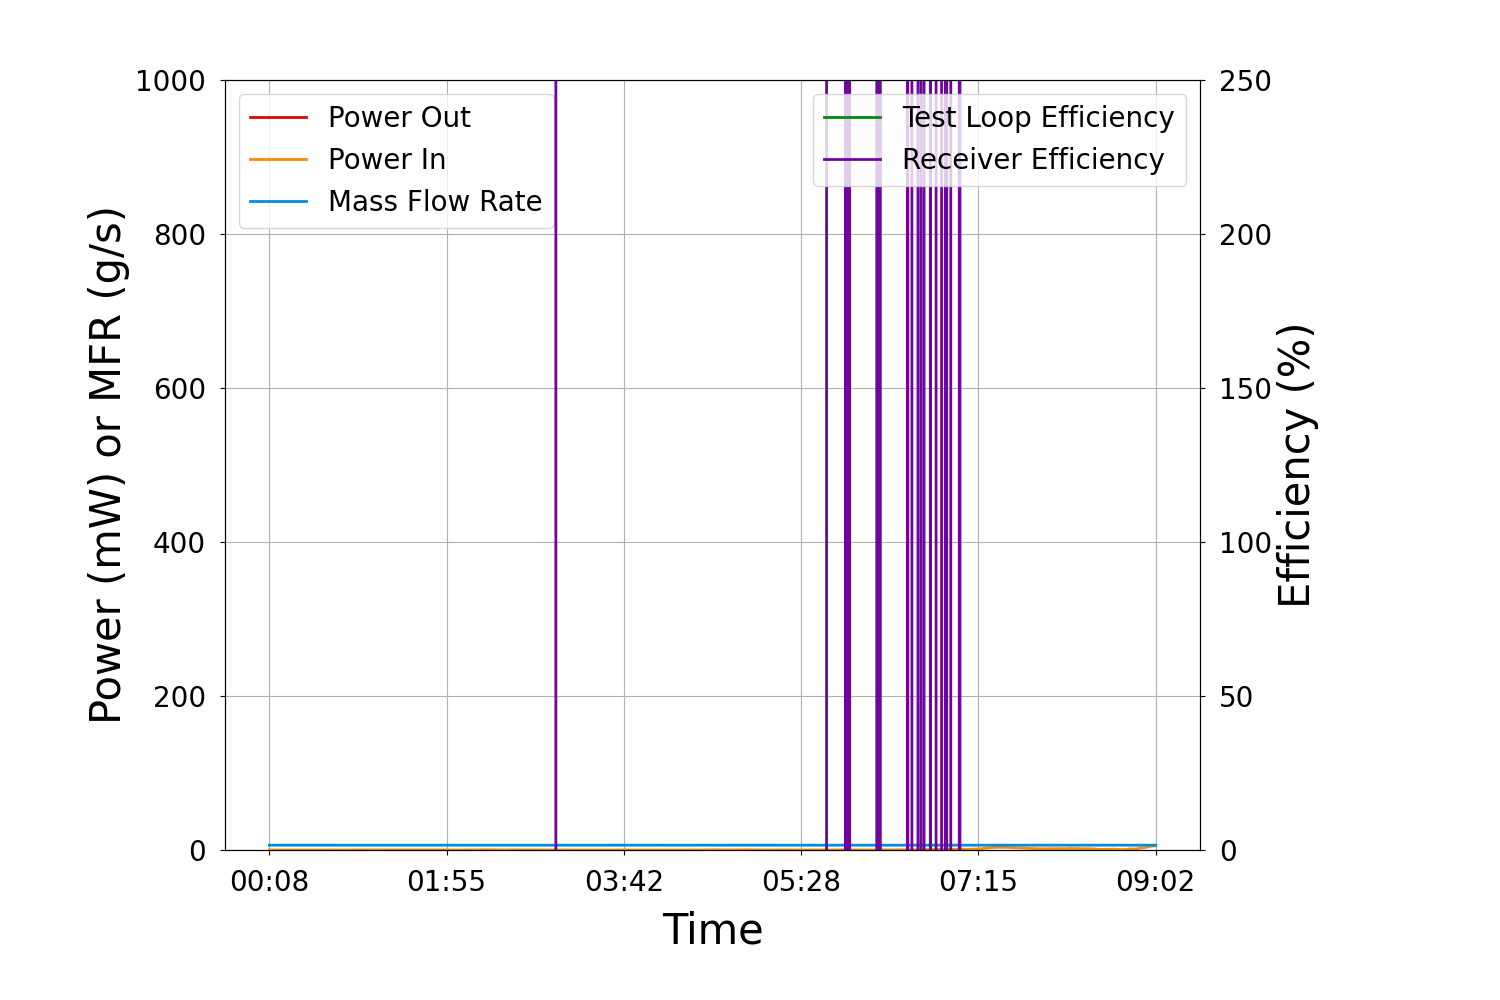 1000
800
600
400
200
0
Power (mW) or MFR (g/s)
Power Out
Power In
Mass Flow Rate
Test Loop Efficiency
Receiver Efficiency
250
200
150
100
50
0
Efficiency (%)
00:08 01:55 03:42 05:28 07:15 09:02
Time